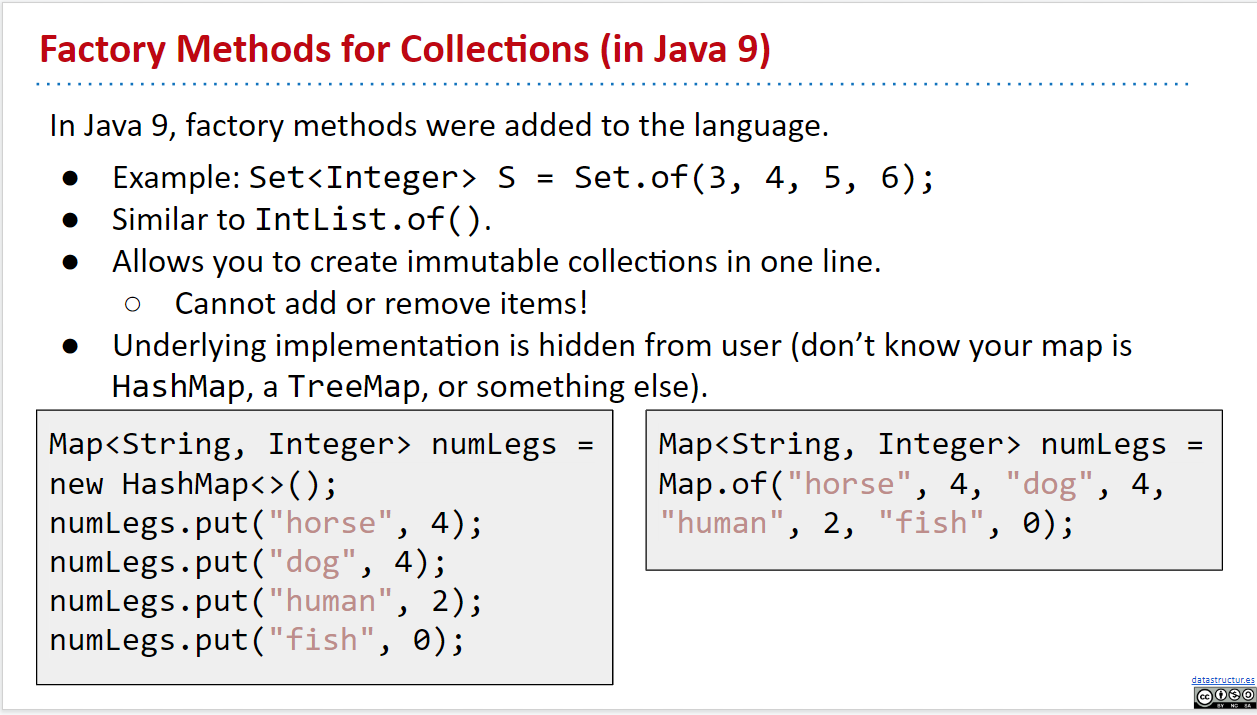 Factory Methods for Collections (in Java 9)
In Java 9, factory methods were added to the language.
● Example: Set<Integer> S = Set.of(3, 4, 5, 6);
● Similar to IntList.of().
● Allows you to create immutable collections in one line.
○ Cannot add or remove items!
● Underlying implementation is hidden from user (don’t know your map is
HashMap, a TreeMap, or something else).
Map<String, Integer> numLegs =
new HashMap<>();
numLegs.put("horse", 4);
numLegs.put("dog", 4);
numLegs.put("human", 2);
numLegs.put("fish", 0);
Map<String, Integer> numLegs =
Map.of("horse", 4, "dog", 4,
"human", 2, "fish", 0);
datastructur.es
cc
BY NC SA